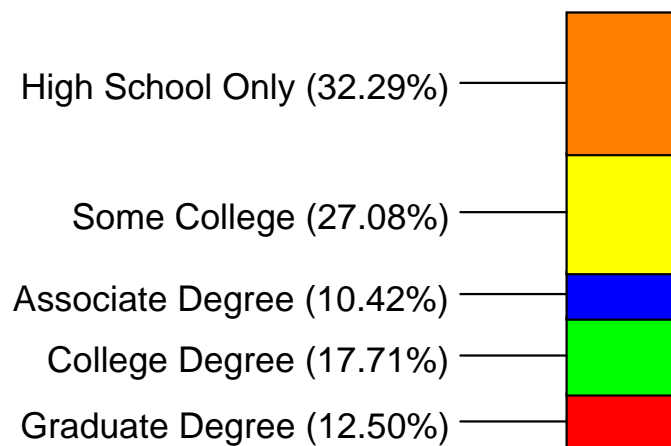 High School Only (32.29%)
Some College (27.08%)
Associate Degree (10.42%)
College Degree (17.71%)
Graduate Degree (12.50%)